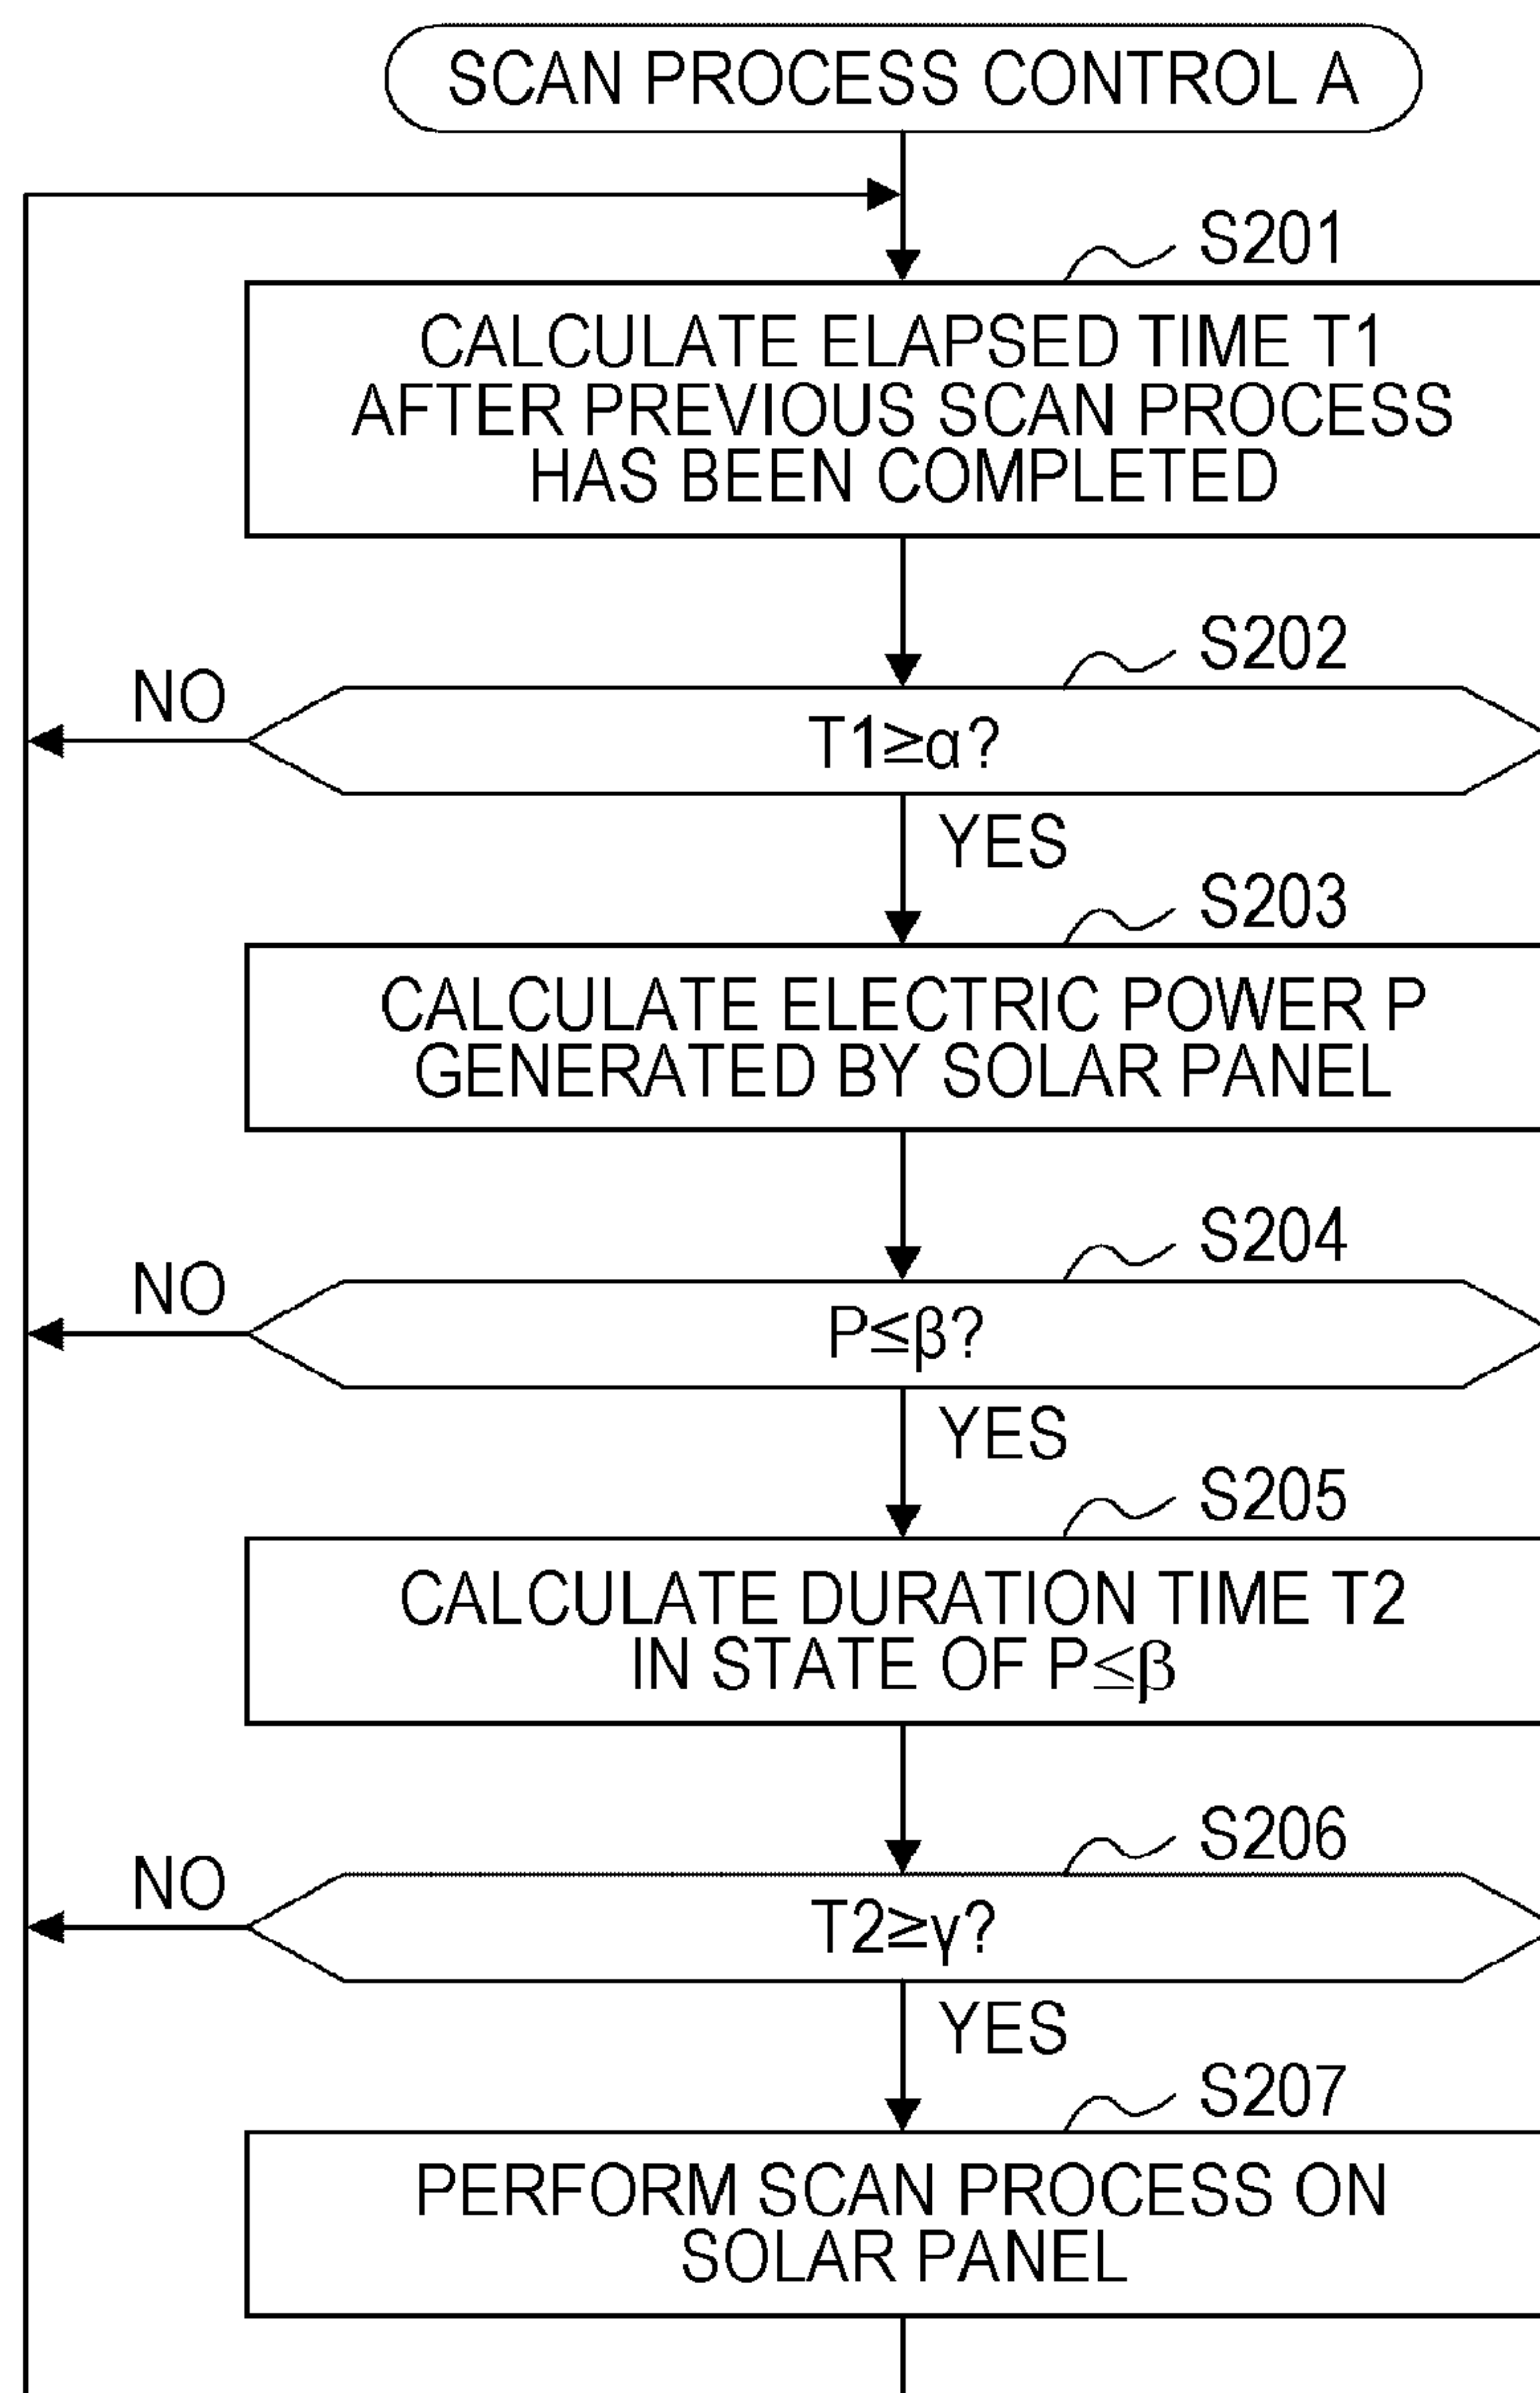 SCAN PROCESS CONTROL A
S201
CALCULATE ELAPSED TIME T1
AFTER PREVIOUS SCAN PROCESS
HAS BEEN COMPLETED
S202
NO
T1≥α?
YES
S203
CALCULATE ELECTRIC POWER P
GENERATED BY SOLAR PANEL
S204
NO
P≤β?
YES
S205
CALCULATE DURATION TIME T2
IN STATE OF P≤β
S206
NO
T2≥γ?
YES
S207
PERFORM SCAN PROCESS ON
SOLAR PANEL